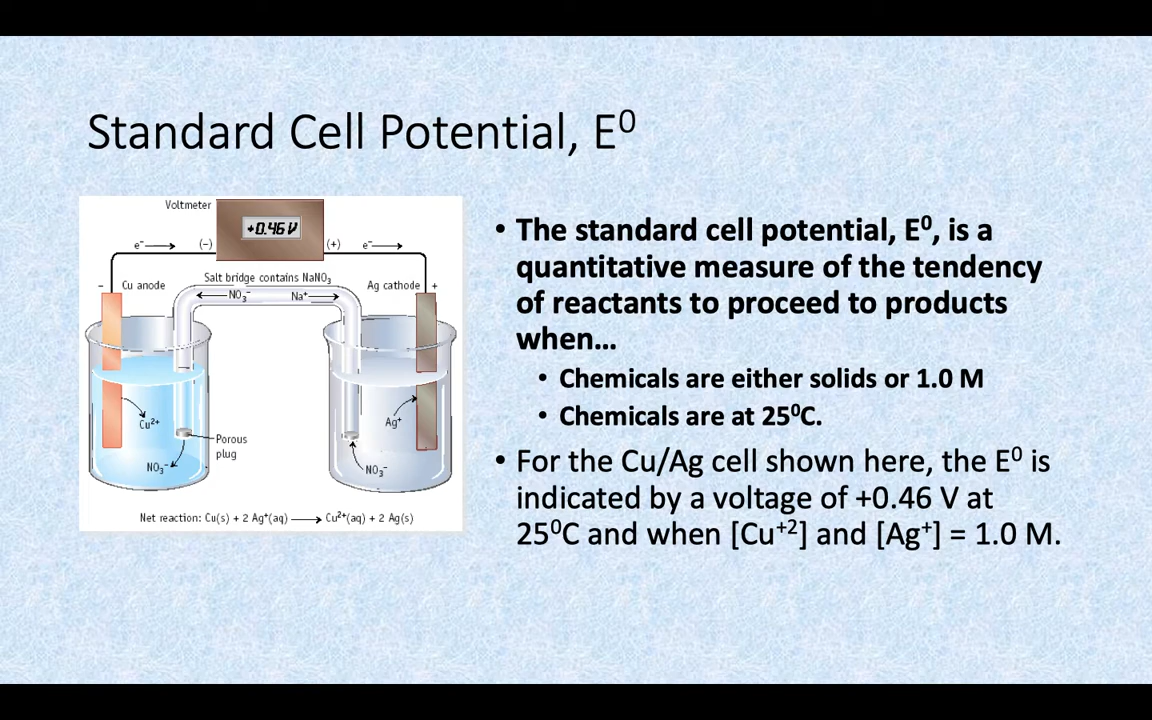 Standard Cell Potential, E⁰
Voltmeter
+0.46 V
e⁻
(−)
(+)
e⁻
− Cu anode
Salt bridge contains NaNO₃
Ag cathode +
NO₃⁻
Na⁺
Cu²⁺
Ag⁺
Porous
plug
NO₃⁻
NO₃⁻
Net reaction: Cu(s) + 2 Ag⁺(aq) ⟶ Cu²⁺(aq) + 2 Ag(s)
• The standard cell potential, E⁰, is a
quantitative measure of the tendency
of reactants to proceed to products
when...
• Chemicals are either solids or 1.0 M
• Chemicals are at 25⁰C.
• For the Cu/Ag cell shown here, the E⁰ is
indicated by a voltage of +0.46 V at
25⁰C and when [Cu⁺²] and [Ag⁺] = 1.0 M.